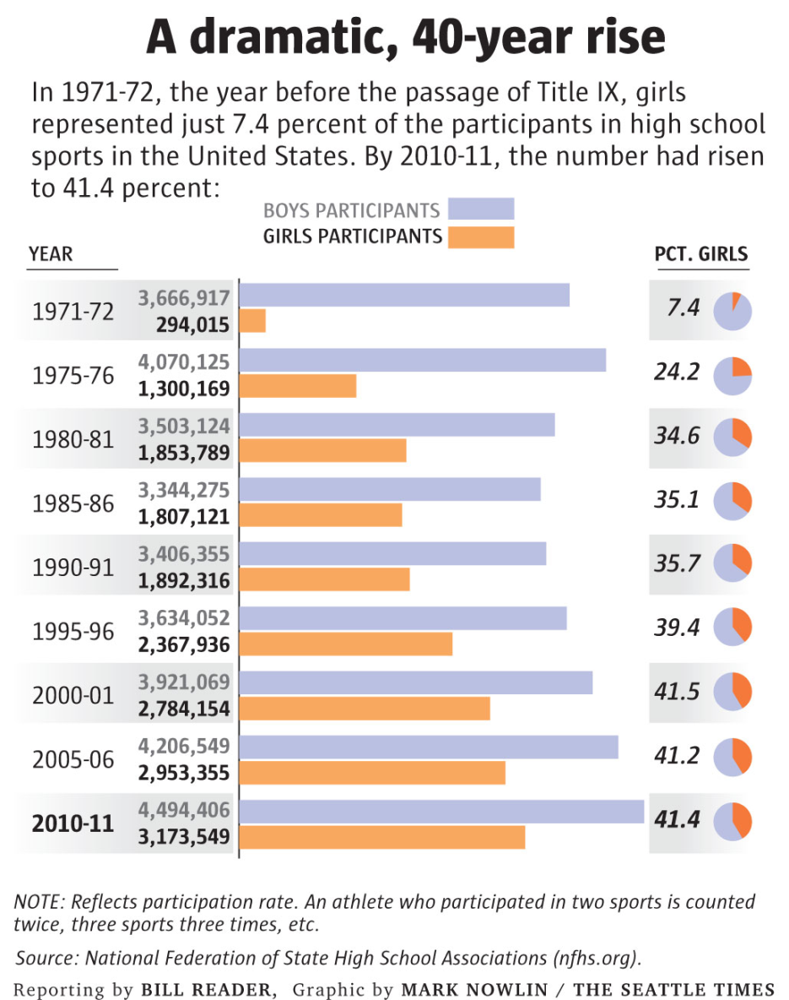 A dramatic, 40-year rise
In 1971-72, the year before the passage of Title IX, girls
represented just 7.4 percent of the participants in high school
sports in the United States. By 2010-11, the number had risen
to 41.4 percent:
BOYS PARTICIPANTS
GIRLS PARTICIPANTS
YEAR
PCT. GIRLS
1971-72
3,666,917
294,015
7.4
1975-76
4,070,125
1,300,169
24.2
1980-81
3,503,124
1,853,789
34.6
1985-86
3,344,275
1,807,121
35.1
1990-91
3,406,355
1,892,316
35.7
1995-96
3,634,052
2,367,936
39.4
2000-01
3,921,069
2,784,154
41.5
2005-06
4,206,549
2,953,355
41.2
2010-11
4,494,406
3,173,549
41.4
NOTE: Reflects participation rate. An athlete who participated in two sports is counted
twice, three sports three times, etc.
Source: National Federation of State High School Associations (nfhs.org).
Reporting by BILL READER, Graphic by MARK NOWLIN / THE SEATTLE TIMES